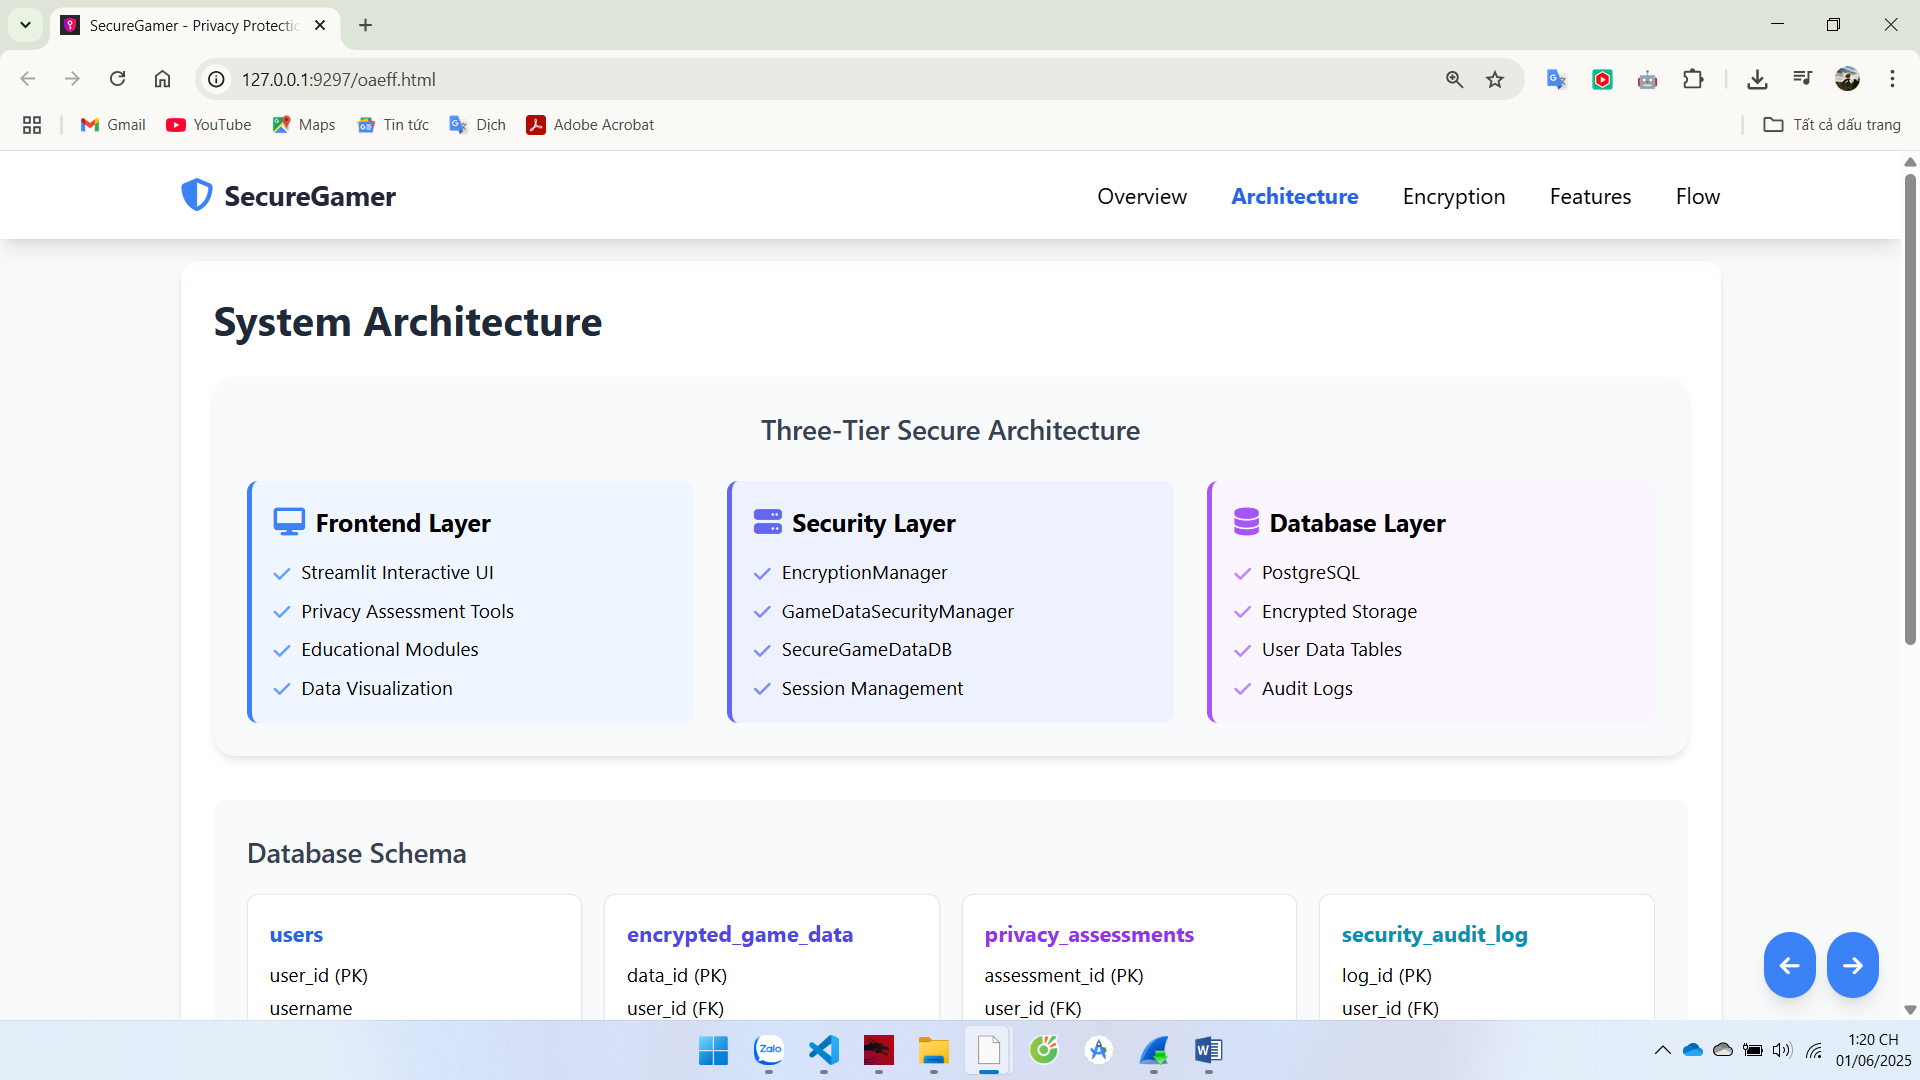 SecureGamer - Privacy Protectic
127.0.0.1:9297/oaeff.html
Gmail
YouTube
Maps
Tin tức
Dịch
Adobe Acrobat
Tất cả dấu trang
SecureGamer
Overview
Architecture
Encryption
Features
Flow
System Architecture
Three-Tier Secure Architecture
Frontend Layer
Streamlit Interactive UI
Privacy Assessment Tools
Educational Modules
Data Visualization
Security Layer
EncryptionManager
GameDataSecurityManager
SecureGameDataDB
Session Management
Database Layer
PostgreSQL
Encrypted Storage
User Data Tables
Audit Logs
Database Schema
users
user_id (PK)
username
encrypted_game_data
data_id (PK)
user_id (FK)
privacy_assessments
assessment_id (PK)
user_id (FK)
security_audit_log
log_id (PK)
user_id (FK)
Zalo
1:20 CH
01/06/2025